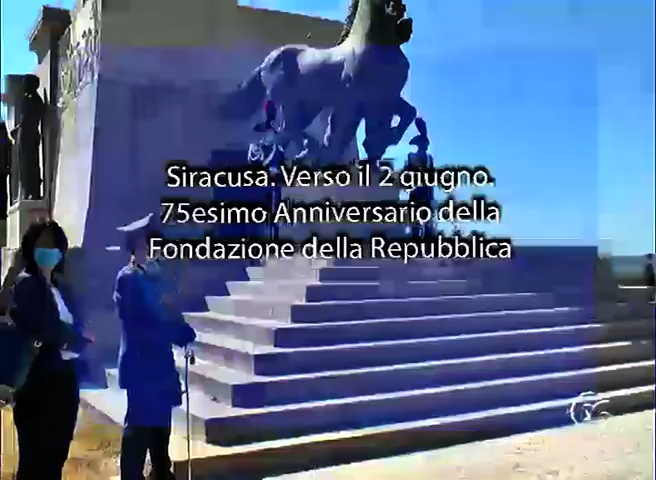 Siracusa. Verso il 2 giugno.
75esimo Anniversario della
Fondazione della Repubblica